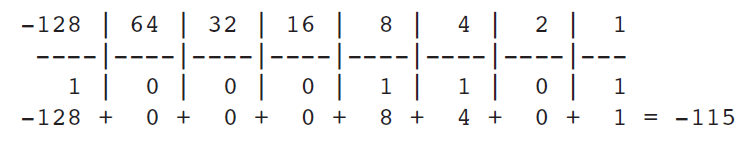 -128 | 64 | 32 | 16 | 8 | 4 | 2 | 1
----|----|----|----|----|----|----|---
1 | 0 | 0 | 0 | 1 | 1 | 0 | 1
-128 + 0 + 0 + 0 + 8 + 4 + 0 + 1 = -115